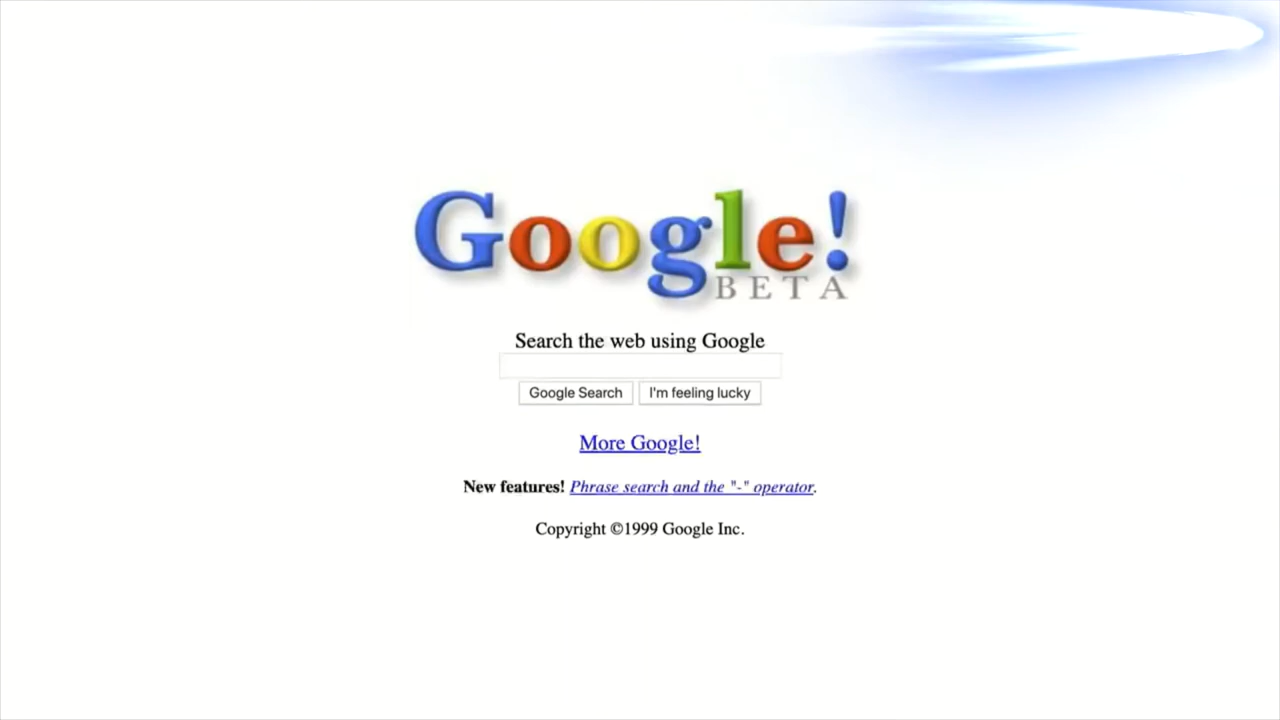 Google!
BETA
Search the web using Google
Google Search I'm feeling lucky
More Google!
New features! Phrase search and the "-" operator.
Copyright ©1999 Google Inc.